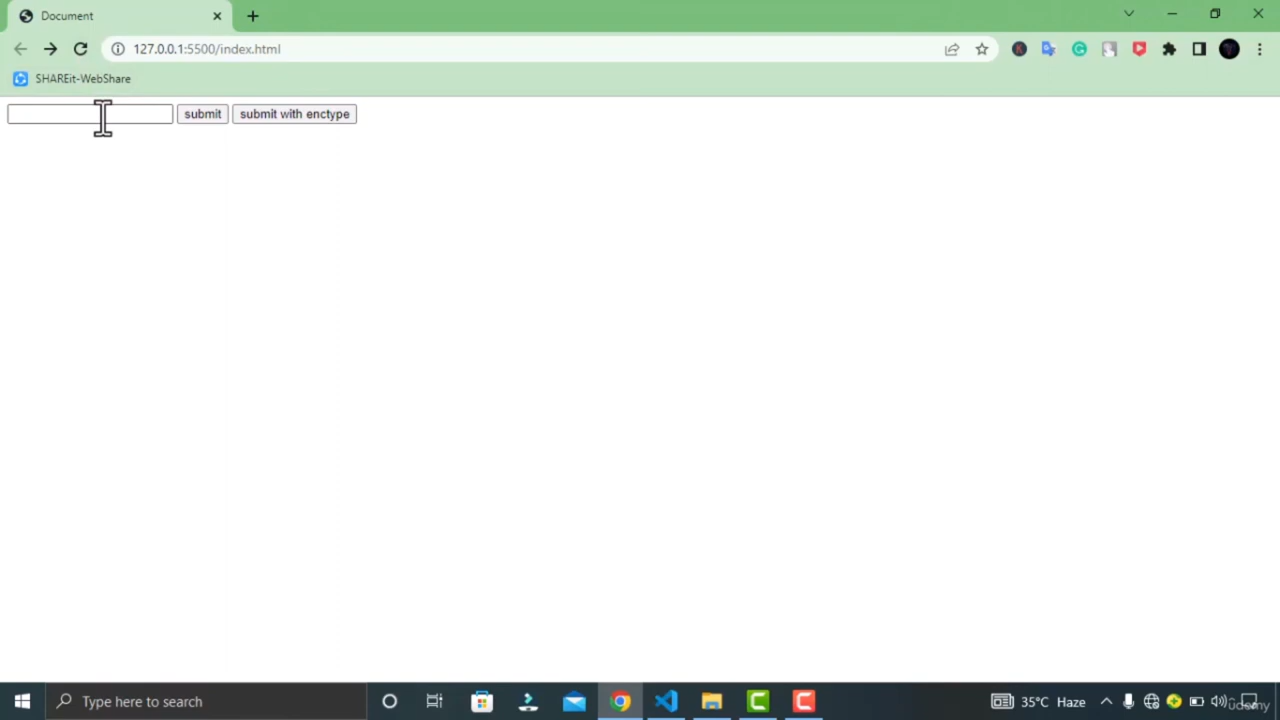 Document
127.0.0.1:5500/index.html
SHAREit-WebShare
submit
submit with enctype
Type here to search
35°C Haze
ûdemy